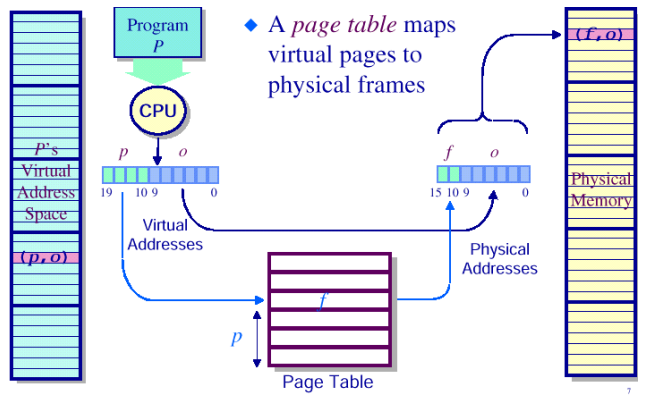 Program
P
◆ A page table maps
virtual pages to
physical frames
CPU
(f,o)
P's
Virtual
Address
Space
(p,o)
p o
19 10 9 0
Virtual
Addresses
f o
15 10 9 0
Physical
Addresses
Physical
Memory
f
p
Page Table
7